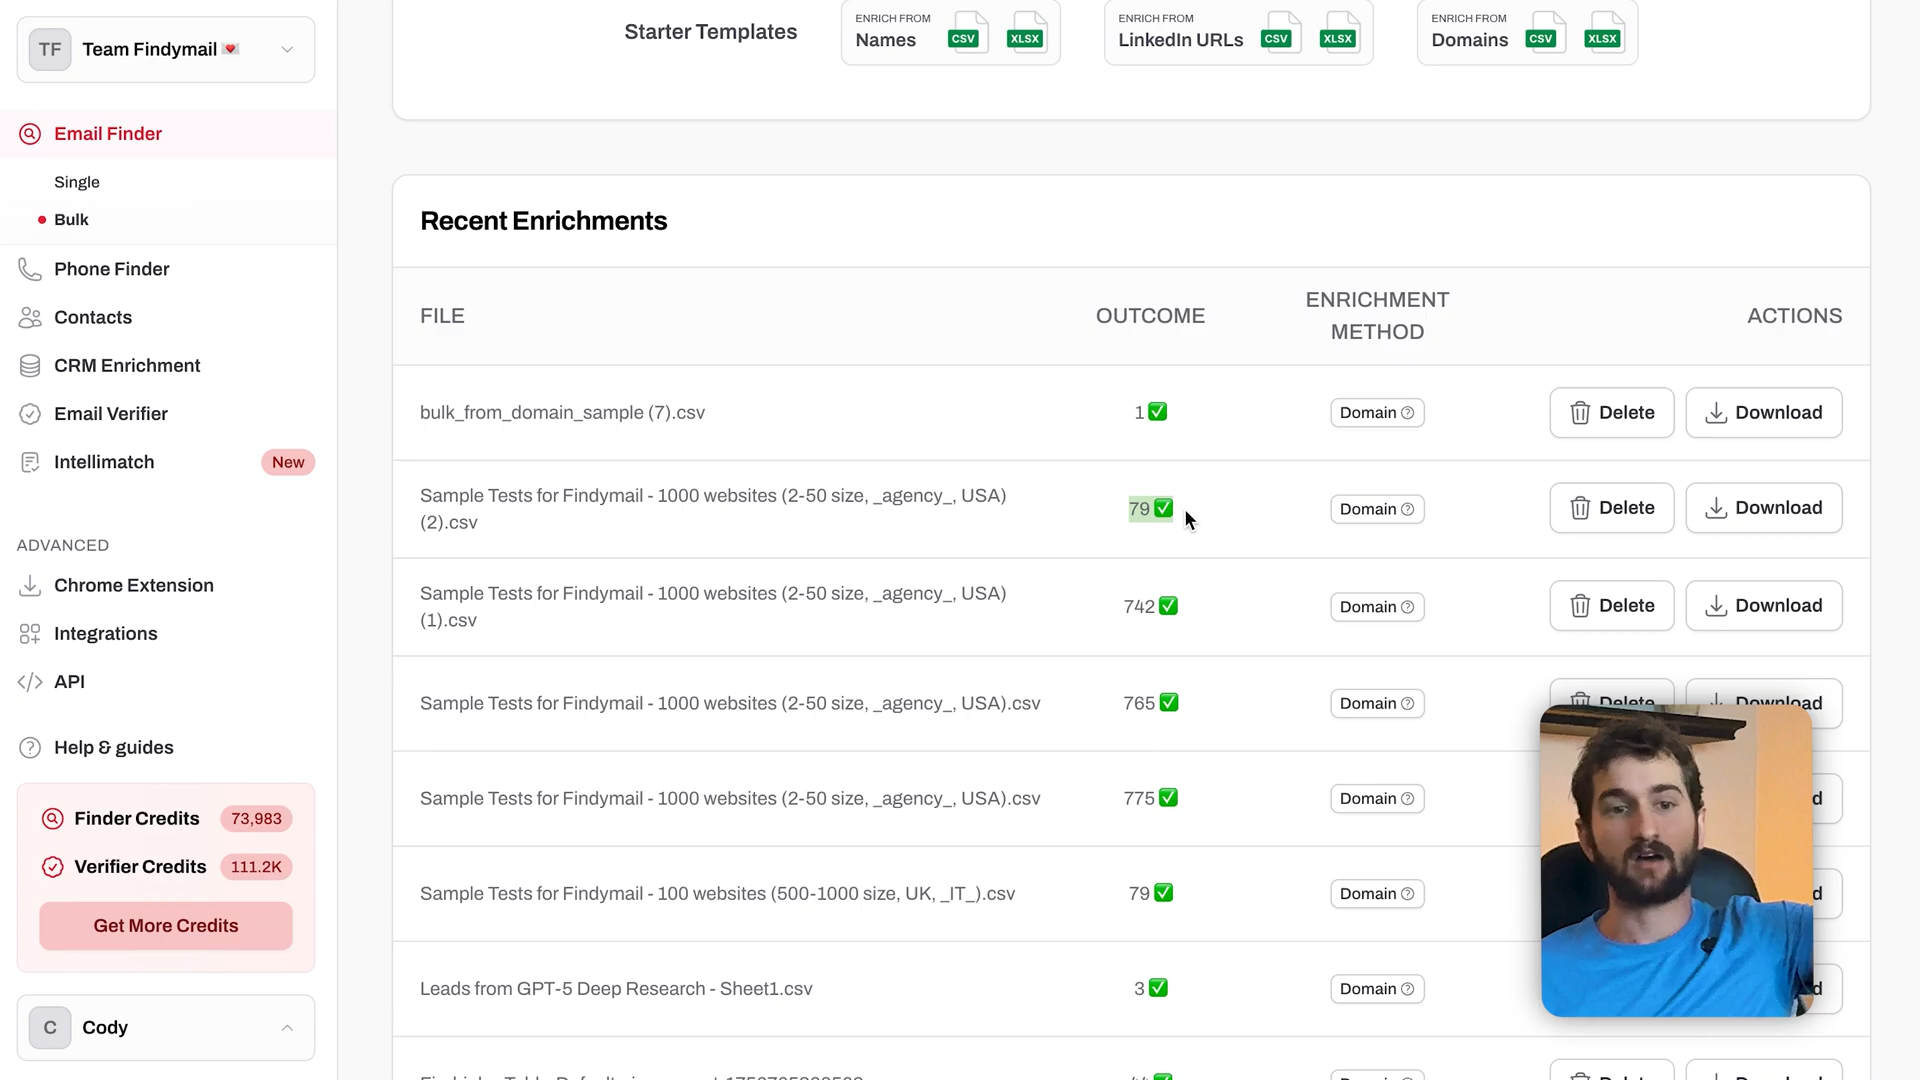 TF Team Findymail
Email Finder
Single
Bulk
Phone Finder
Contacts
CRM Enrichment
Email Verifier
Intellimatch New
ADVANCED
Chrome Extension
Integrations
API
Help & guides
Finder Credits 73,983
Verifier Credits 111.2K
Get More Credits
C Cody
Starter Templates
ENRICH FROM
Names CSV XLSX
ENRICH FROM
LinkedIn URLs CSV XLSX
ENRICH FROM
Domains CSV XLSX
Recent Enrichments
FILE OUTCOME ENRICHMENT METHOD ACTIONS
bulk_from_domain_sample (7).csv 1 Domain Delete Download
Sample Tests for Findymail - 1000 websites (2-50 size, _agency_, USA)
(2).csv 79 Domain Delete Download
Sample Tests for Findymail - 1000 websites (2-50 size, _agency_, USA)
(1).csv 742 Domain Delete Download
Sample Tests for Findymail - 1000 websites (2-50 size, _agency_, USA).csv 765 Domain Delete Download
Sample Tests for Findymail - 1000 websites (2-50 size, _agency_, USA).csv 775 Domain
Sample Tests for Findymail - 100 websites (500-1000 size, UK, _IT_).csv 79 Domain
Leads from GPT-5 Deep Research - Sheet1.csv 3 Domain